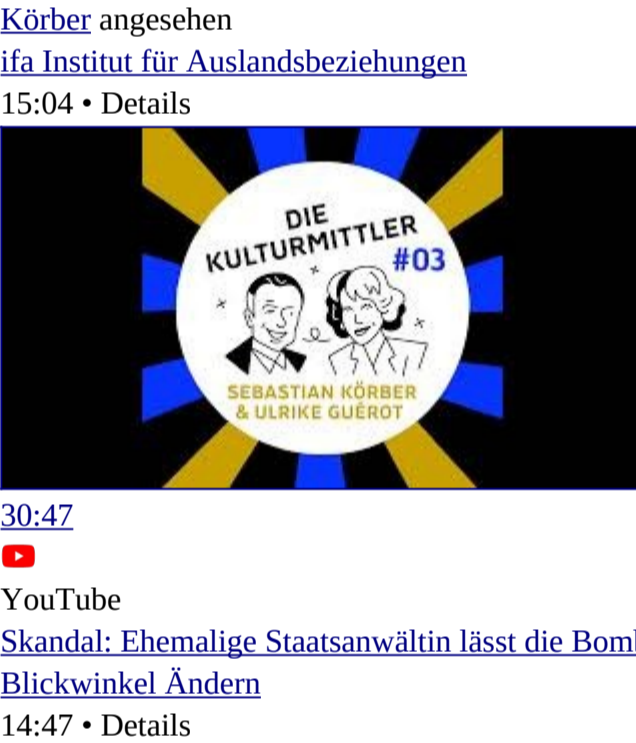 Körber angesehen
ifa Institut für Auslandsbeziehungen
15:04 • Details
DIE
KULTURMITTLER
#03
SEBASTIAN KÖRBER
& ULRIKE GUÉROT
30:47
YouTube
Skandal: Ehemalige Staatsanwältin lässt die
Blickwinkel Ändern
14:47 • Details